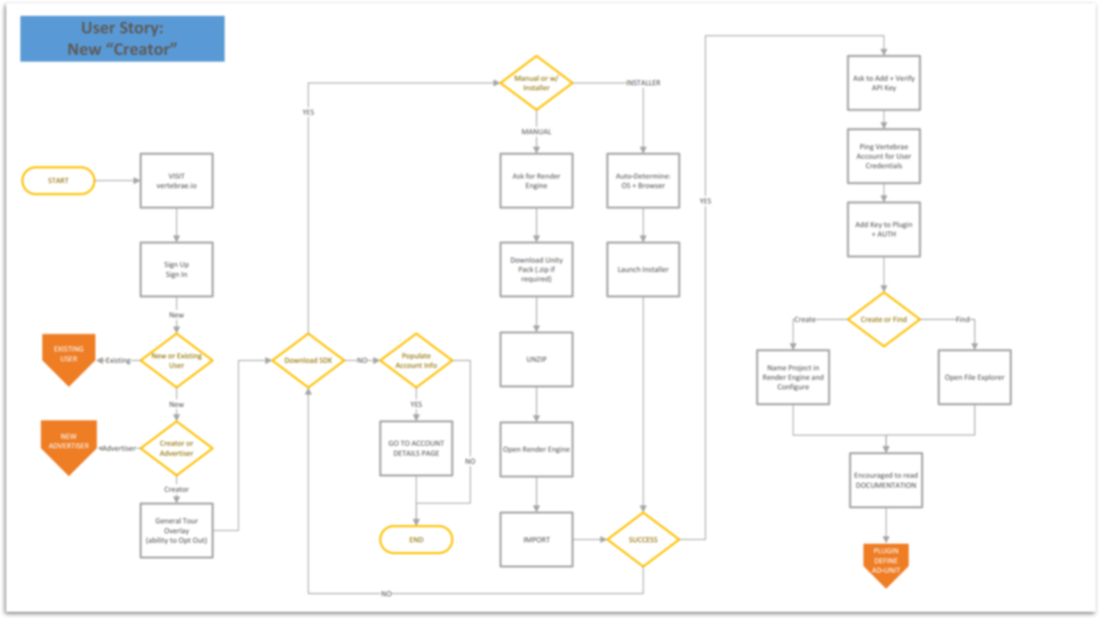 User Story:
New “Creator”
START
VISIT
vertebrae.io
Sign Up
Sign In
New
New or Existing
User
Existing
EXISTING
USER
New
Creator or
Advertiser
Advertiser
NEW
ADVERTISER
Creator
General Tour
Overlay
(ability to Opt Out)
Download SDK
YES
NO
Populate
Account Info
YES
NO
GO TO ACCOUNT
DETAILS PAGE
END
Manual or w/
Installer
INSTALLER
MANUAL
Ask for Render
Engine
Download Unity
Pack (.zip if
required)
UNZIP
Open Render Engine
IMPORT
Auto-Determine:
OS + Browser
Launch Installer
SUCCESS
NO
YES
Ask to Add + Verify
API Key
Ping Vertebrae
Account for User
Credentials
Add Key to Plugin
+ AUTH
Create or Find
Create
Find
Name Project in
Render Engine and
Configure
Open File Explorer
Encouraged to read
DOCUMENTATION
PLUGIN
DEFINE
AD-UNIT